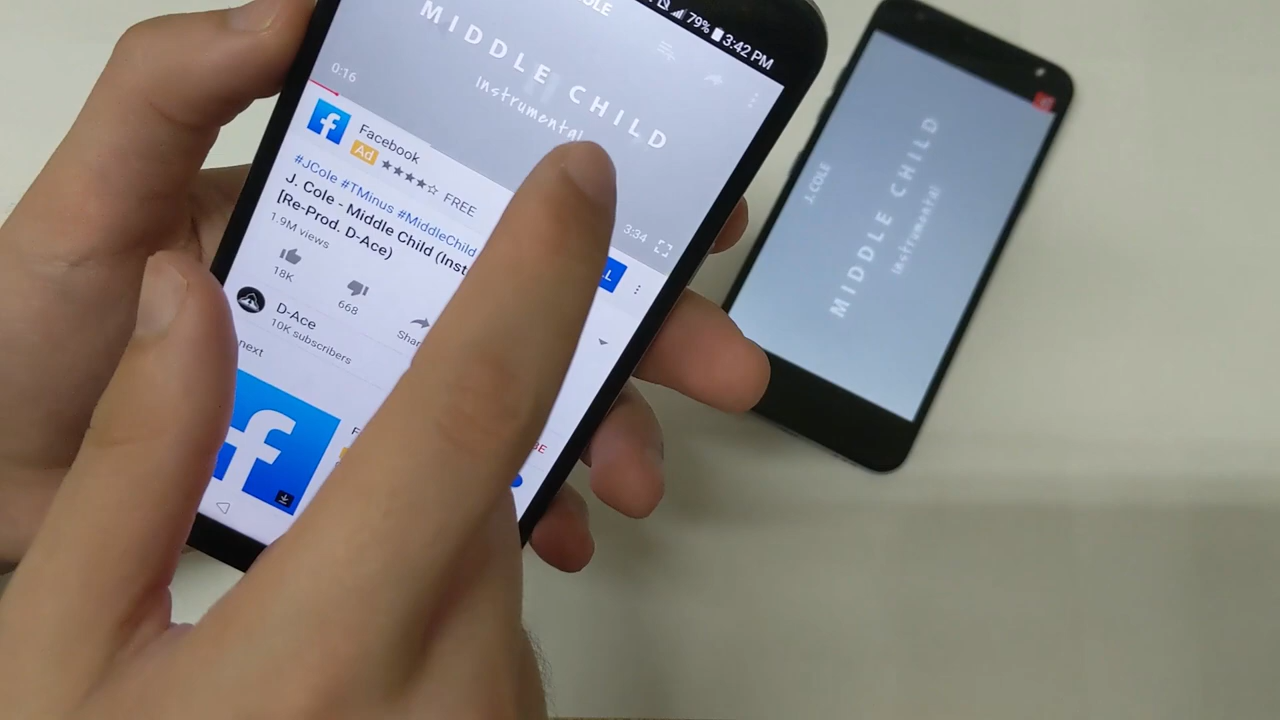 79% 3:42 PM
MIDDLE CHILD
Instrumental
0:16
3:34
Facebook
Ad FREE
#JCole #TMinus #MiddleChild
J. Cole - Middle Child (Inst
[Re-Prod. D-Ace)
1.9M views
18K
668
Shar
D-Ace
10K subscribers
next
J. COLE
MIDDLE CHILD
Instrumental